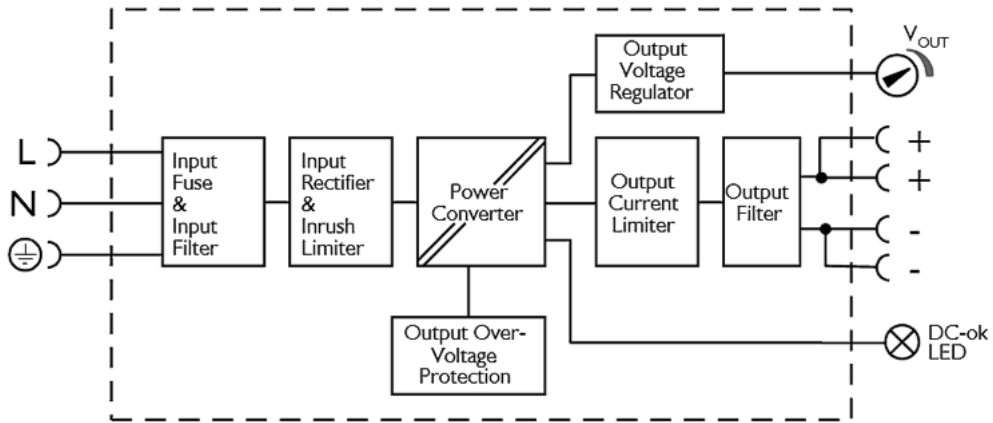 V OUT
Output
Voltage
Regulator
L
N
Input
Fuse
&
Input
Filter
Input
Rectifier
&
Inrush
Limiter
Power
Converter
Output
Current
Limiter
Output
Filter
+
+
-
-
Output Over-
Voltage
Protection
DC-ok
LED